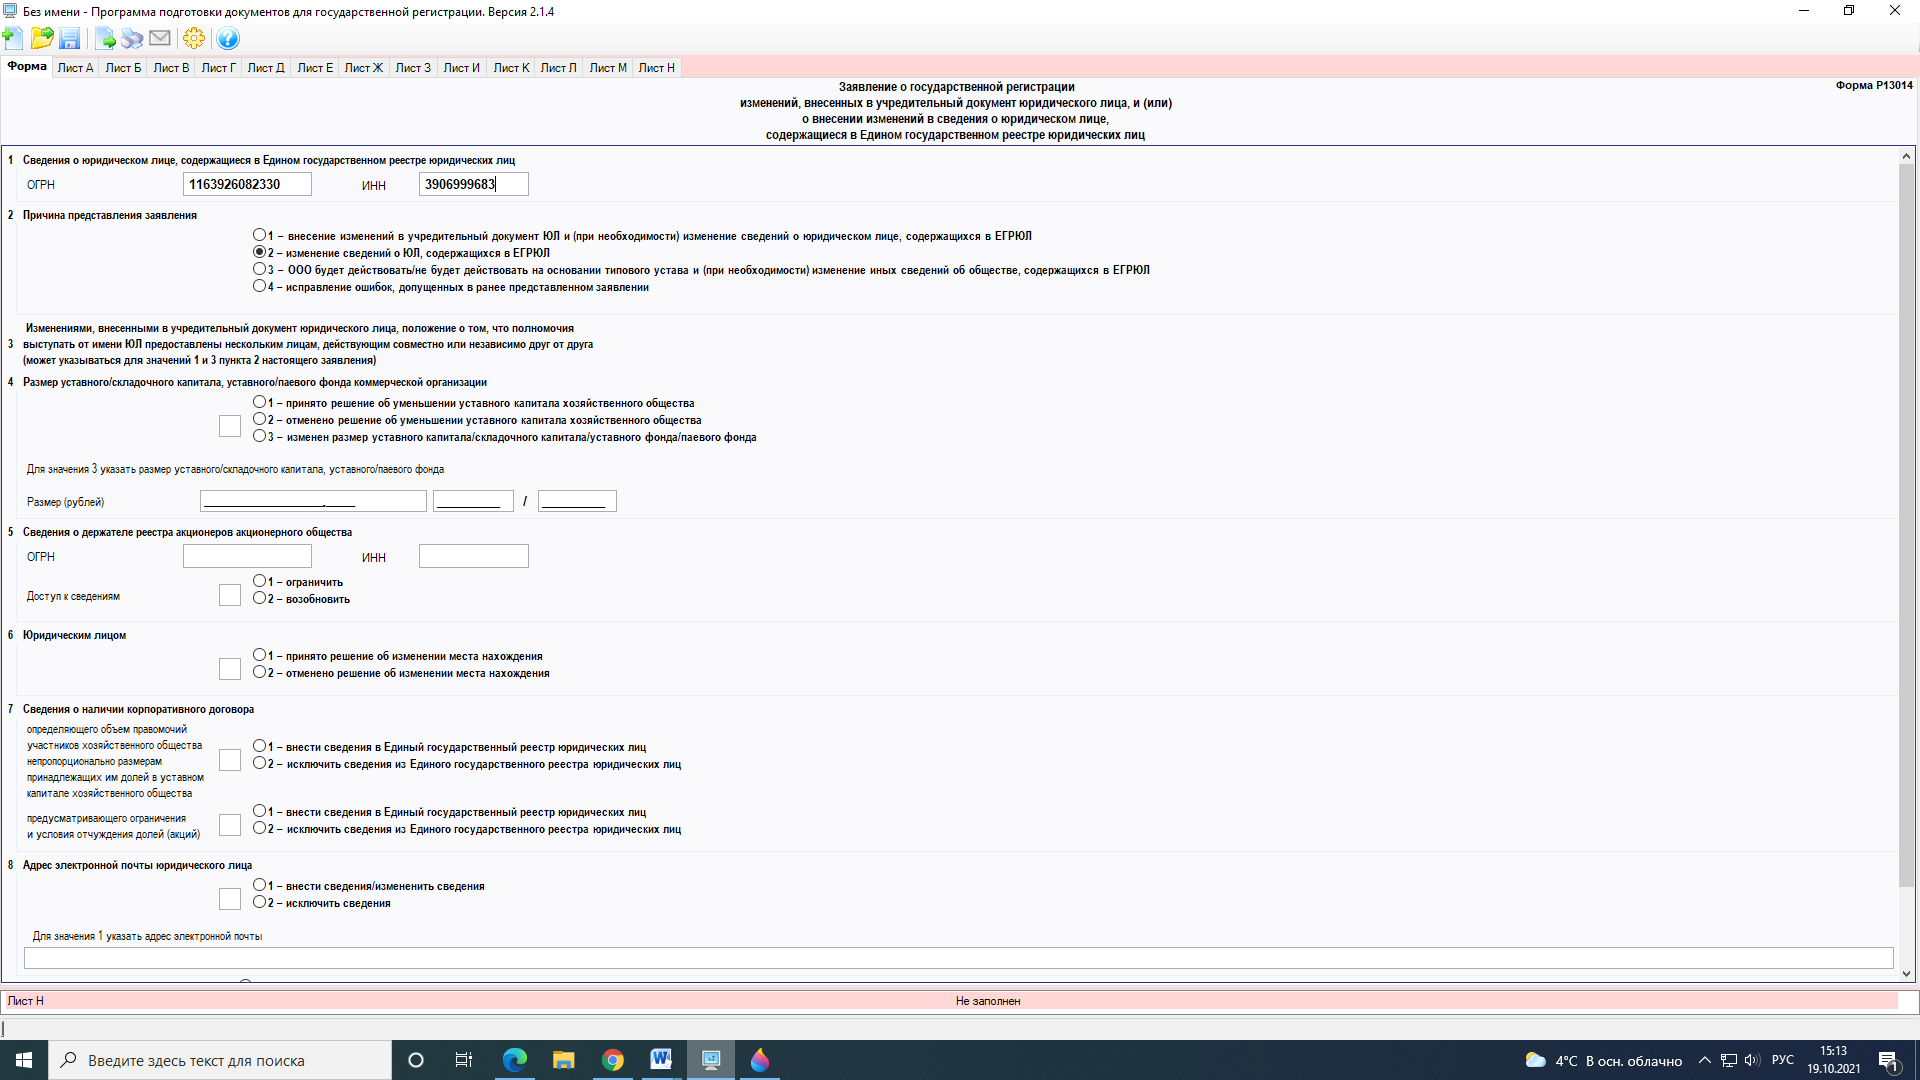 Без имени - Программа подготовки документов для государственной регистрации. Версия 2.1.4
Форма Лист А Лист Б Лист В Лист Г Лист Д Лист Е Лист Ж Лист З Лист И Лист К Лист Л Лист М Лист Н
Заявление о государственной регистрации
Форма Р13014
изменений, внесенных в учредительный документ юридического лица, и (или)
о внесении изменений в сведения о юридическом лице,
содержащиеся в Едином государственном реестре юридических лиц
1 Сведения о юридическом лице, содержащиеся в Едином государственном реестре юридических лиц
ОГРН 1163926082330 ИНН 3906999683
2 Причина представления заявления
1 – внесение изменений в учредительный документ ЮЛ и (при необходимости) изменение сведений о юридическом лице, содержащихся в ЕГРЮЛ
2 – изменение сведений о ЮЛ, содержащихся в ЕГРЮЛ
3 – ООО будет действовать/не будет действовать на основании типового устава и (при необходимости) изменение иных сведений об обществе, содержащихся в ЕГРЮЛ
4 – исправление ошибок, допущенных в ранее представленном заявлении
Изменениями, внесенными в учредительный документ юридического лица, положение о том, что полномочия
3 выступать от имени ЮЛ предоставлены нескольким лицам, действующим совместно или независимо друг от друга
(может указываться для значений 1 и 3 пункта 2 настоящего заявления)
4 Размер уставного/складочного капитала, уставного/паевого фонда коммерческой организации
1 – принято решение об уменьшении уставного капитала хозяйственного общества
2 – отменено решение об уменьшении уставного капитала хозяйственного общества
3 – изменен размер уставного капитала/складочного капитала/уставного фонда/паевого фонда
Для значения 3 указать размер уставного/складочного капитала, уставного/паевого фонда
Размер (рублей) /
5 Сведения о держателе реестра акционеров акционерного общества
ОГРН ИНН
Доступ к сведениям
1 – ограничить
2 – возобновить
6 Юридическим лицом
1 – принято решение об изменении места нахождения
2 – отменено решение об изменении места нахождения
7 Сведения о наличии корпоративного договора
определяющего объем правомочий
участников хозяйственного общества
непропорционально размерам
принадлежащих им долей в уставном
капитале хозяйственного общества
1 – внести сведения в Единый государственный реестр юридических лиц
2 – исключить сведения из Единого государственного реестра юридических лиц
предусматривающего ограничения
и условия отчуждения долей (акций)
1 – внести сведения в Единый государственный реестр юридических лиц
2 – исключить сведения из Единого государственного реестра юридических лиц
8 Адрес электронной почты юридического лица
1 – внести сведения/измененить сведения
2 – исключить сведения
Для значения 1 указать адрес электронной почты
Лист Н Не заполнен
Введите здесь текст для поиска
4°C В осн. облачно
РУС
15:13
19.10.2021
1